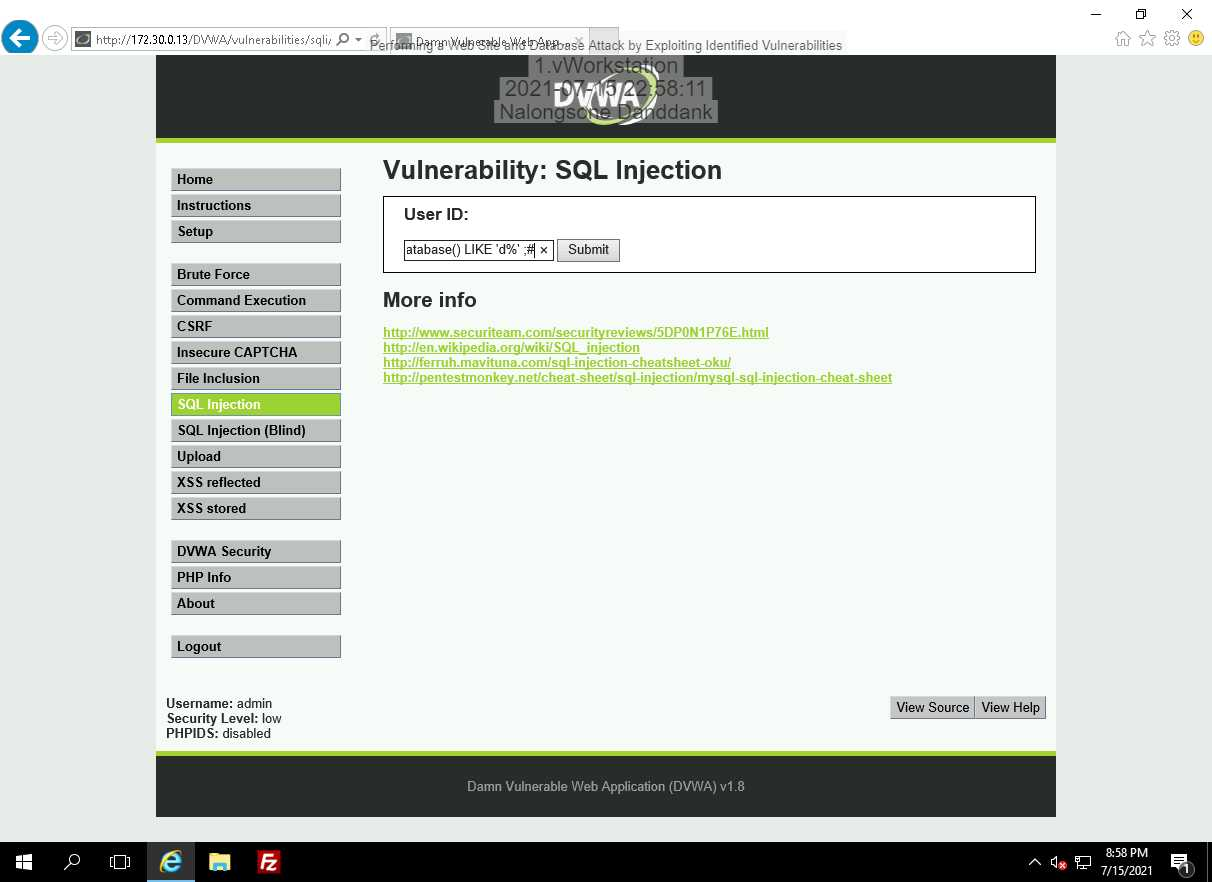 http://172.30.0.13/DVWA/vulnerabilities/sqli/
Damn Vulnerable Web App...
Performing a Web Site and Database Attack by Exploiting Identified Vulnerabilities
1.vWorkstation
2021-07-15 22:58:11
Nalongsone Danddank
DVWA
Home
Instructions
Setup
Brute Force
Command Execution
CSRF
Insecure CAPTCHA
File Inclusion
SQL Injection
SQL Injection (Blind)
Upload
XSS reflected
XSS stored
DVWA Security
PHP Info
About
Logout
Vulnerability: SQL Injection
User ID:
atabase() LIKE 'd%' ;# × Submit
More info
http://www.securiteam.com/securityreviews/5DP0N1P76E.html
http://en.wikipedia.org/wiki/SQL_injection
http://ferruh.mavituna.com/sql-injection-cheatsheet-oku/
http://pentestmonkey.net/cheat-sheet/sql-injection/mysql-sql-injection-cheat-sheet
Username: admin
Security Level: low
PHPIDS: disabled
View Source View Help
Damn Vulnerable Web Application (DVWA) v1.8
8:58 PM
7/15/2021
1